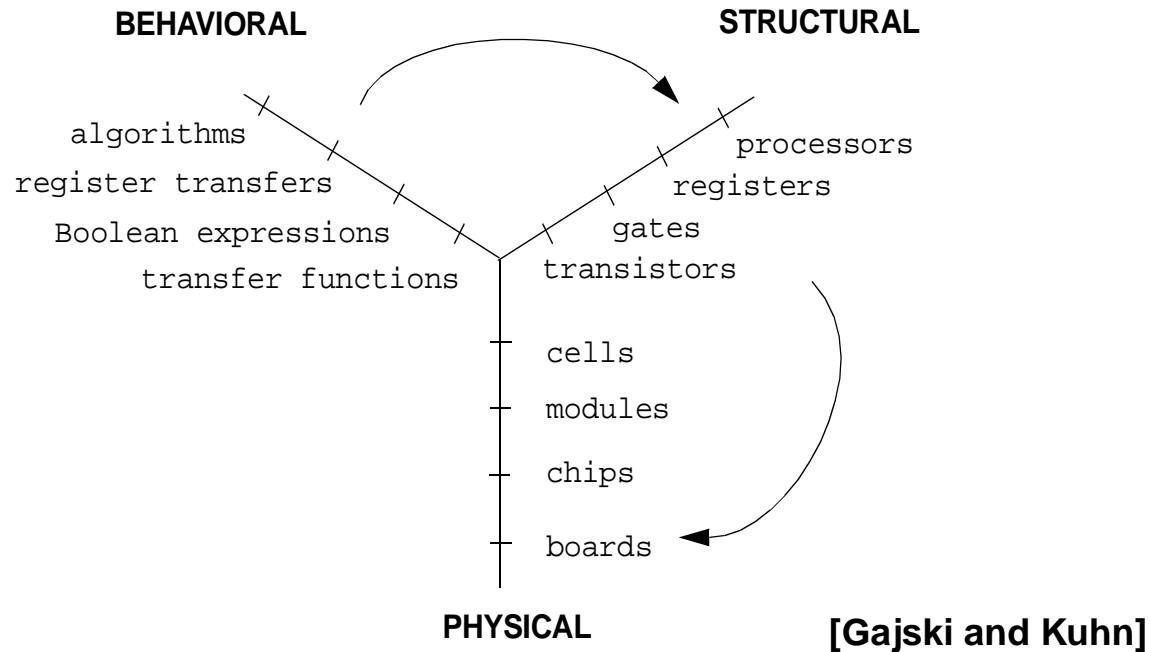 BEHAVIORAL
STRUCTURAL
algorithms
register transfers
Boolean expressions
transfer functions
processors
registers
gates
transistors
cells
modules
chips
boards
PHYSICAL
[Gajski and Kuhn]